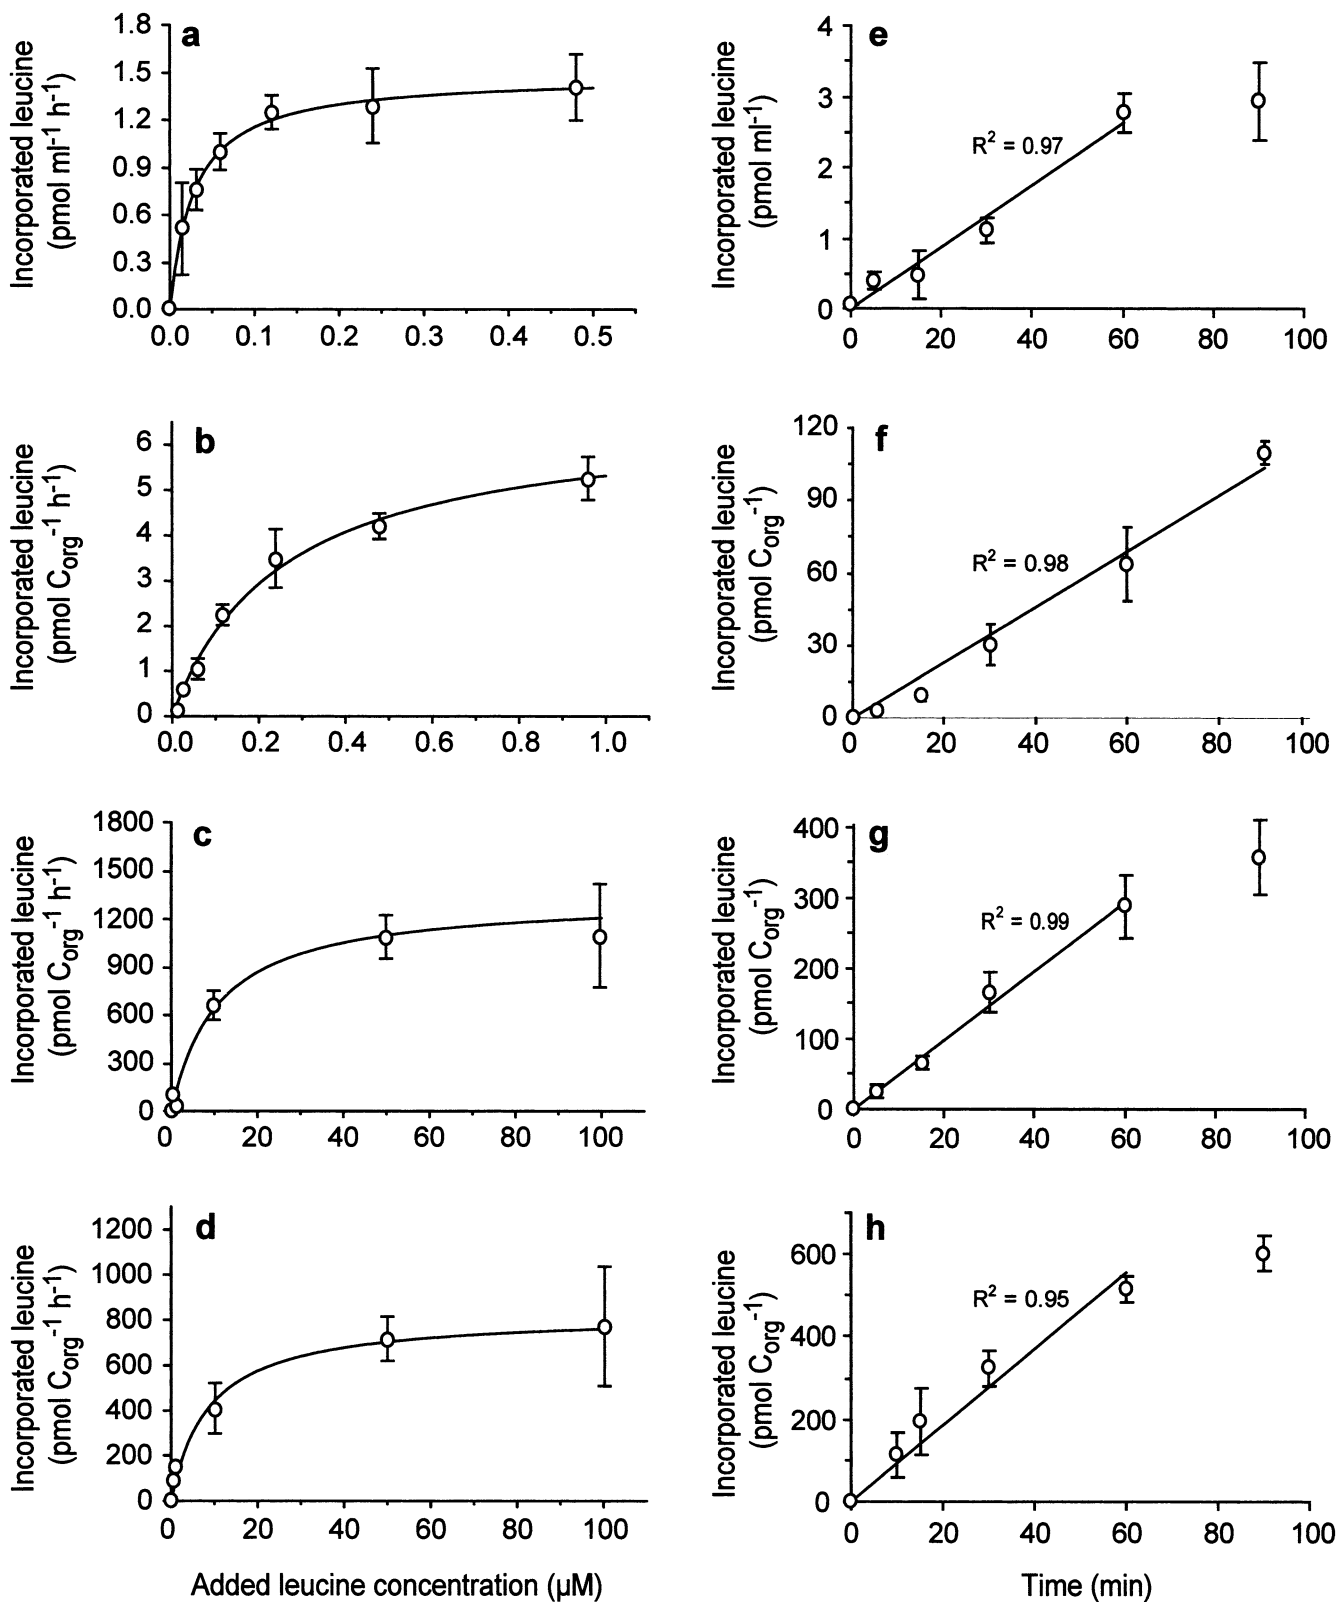 a
Incorporated leucine
(pmol ml⁻¹ h⁻¹)
1.8
1.5
1.2
0.9
0.6
0.3
0.0
0.0 0.1 0.2 0.3 0.4 0.5
e
Incorporated leucine
(pmol ml⁻¹)
4
3
2
1
0
R² = 0.97
0 20 40 60 80 100
b
Incorporated leucine
(pmol Corg⁻¹ h⁻¹)
6
5
4
3
2
1
0
0.0 0.2 0.4 0.6 0.8 1.0
f
Incorporated leucine
(pmol Corg⁻¹)
120
90
60
30
0
R² = 0.98
0 20 40 60 80 100
c
Incorporated leucine
(pmol Corg⁻¹ h⁻¹)
1800
1500
1200
900
600
300
0
0 20 40 60 80 100
g
Incorporated leucine
(pmol Corg⁻¹)
400
300
200
100
0
R² = 0.99
0 20 40 60 80 100
d
Incorporated leucine
(pmol Corg⁻¹ h⁻¹)
1200
1000
800
600
400
200
0
0 20 40 60 80 100
Added leucine concentration (µM)
h
Incorporated leucine
(pmol Corg⁻¹)
600
400
200
0
R² = 0.95
0 20 40 60 80 100
Time (min)